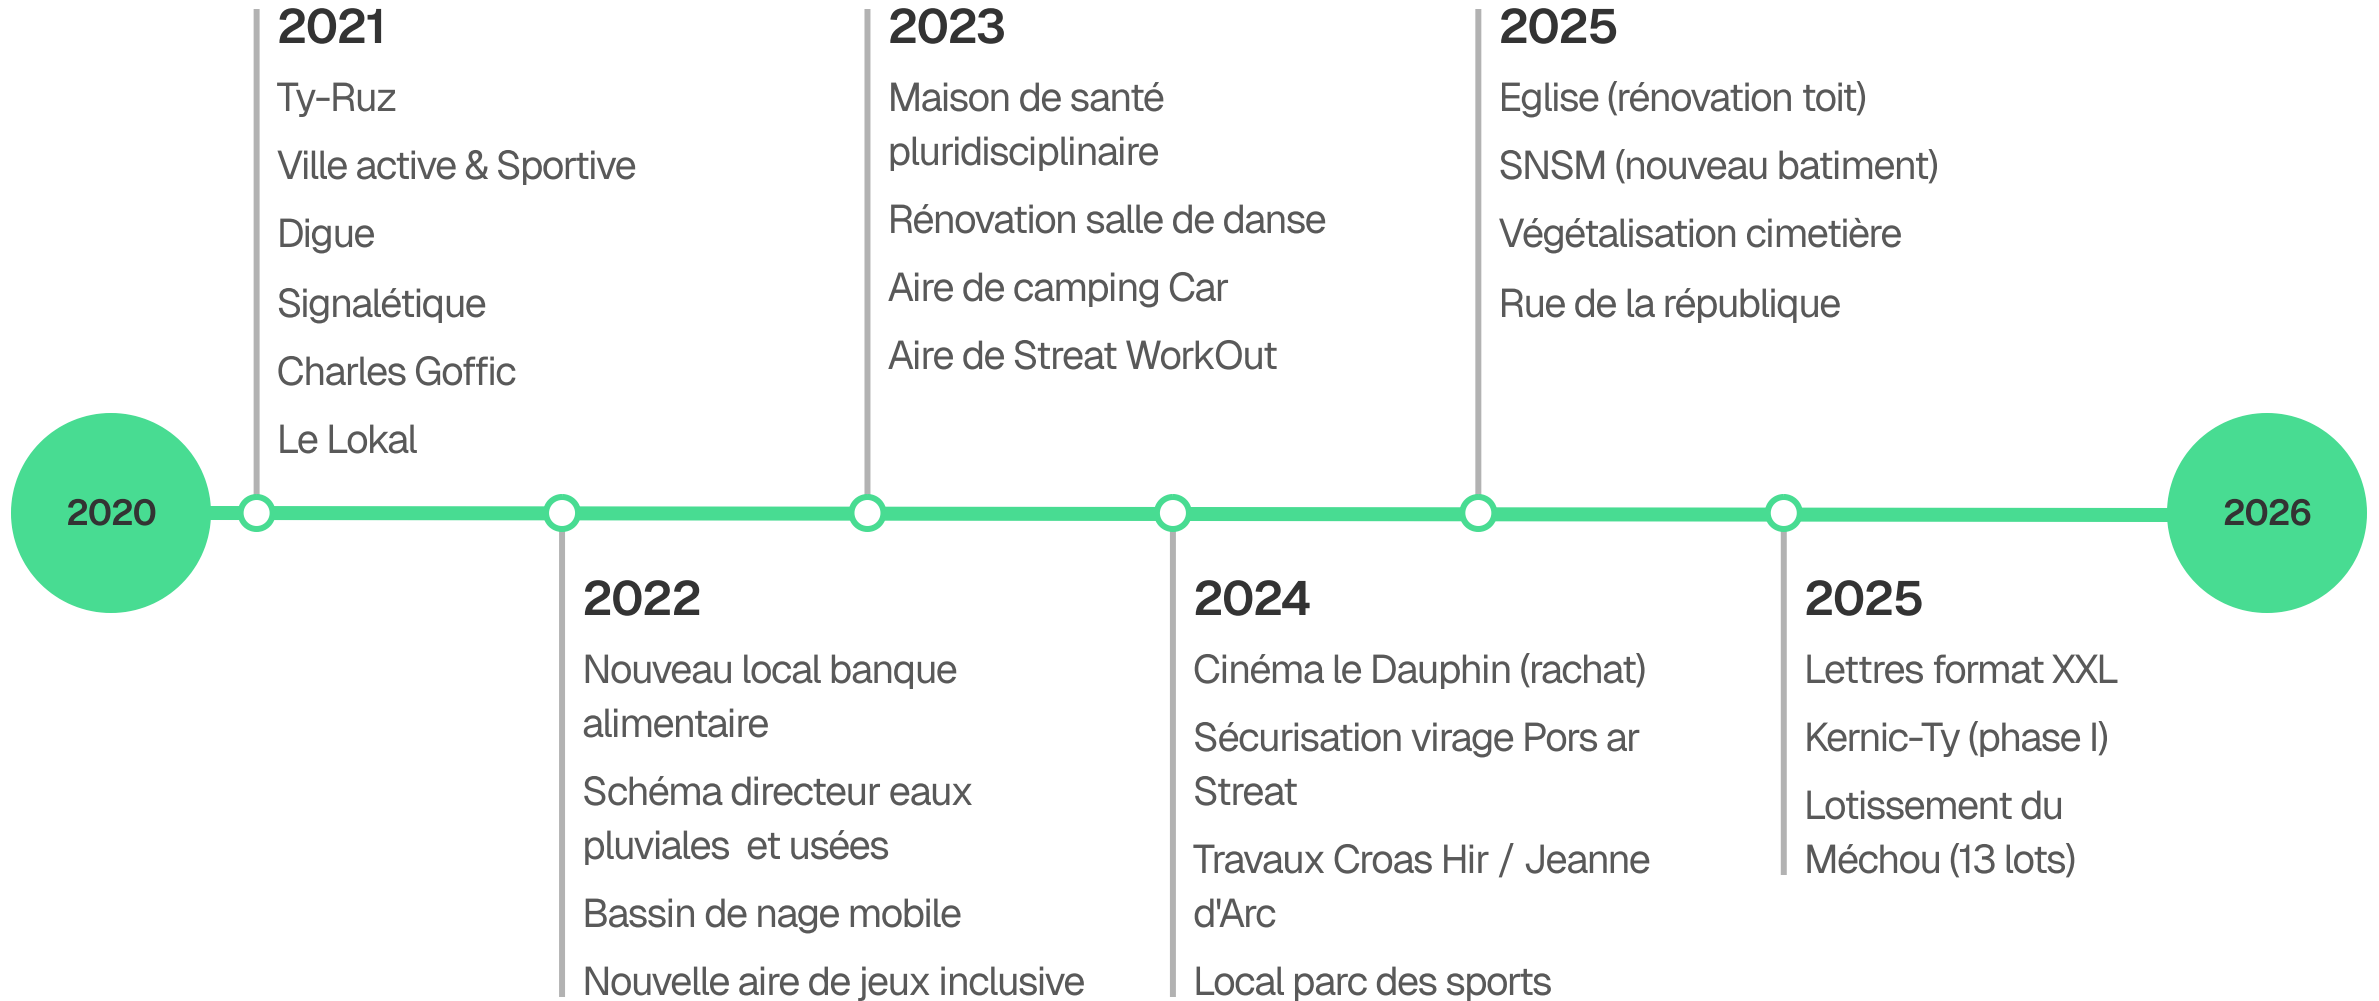 2021
Ty-Ruz
Ville active & Sportive
Digue
Signalétique
Charles Goffic
Le Lokal
2023
Maison de santé
pluridisciplinaire
Rénovation salle de danse
Aire de camping Car
Aire de Streat WorkOut
2025
Eglise (rénovation toit)
SNSM (nouveau batiment)
Végétalisation cimetière
Rue de la république
2020
2026
2022
Nouveau local banque
alimentaire
Schéma directeur eaux
pluviales  et usées
Bassin de nage mobile
Nouvelle aire de jeux inclusive
2024
Cinéma le Dauphin (rachat)
Sécurisation virage Pors ar
Streat
Travaux Croas Hir / Jeanne
d'Arc
Local parc des sports
2025
Lettres format XXL
Kernic-Ty (phase I)
Lotissement du
Méchou (13 lots)